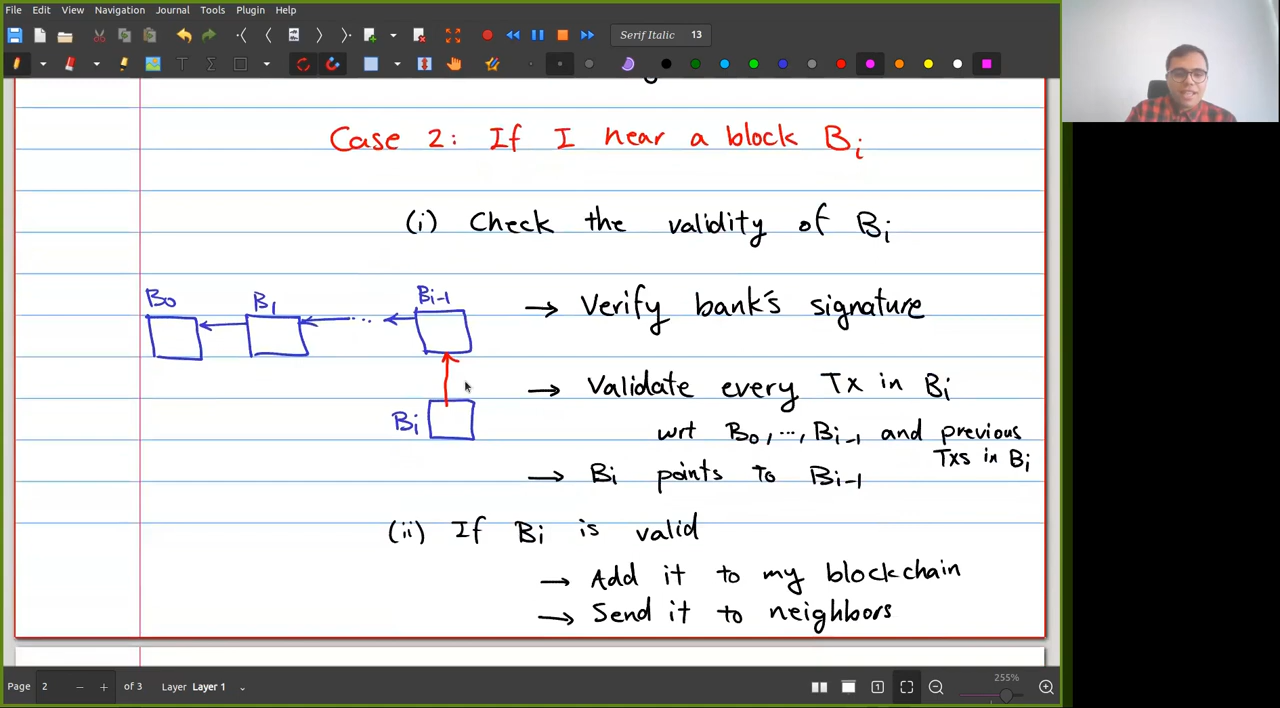 File Edit View Navigation Journal Tools Plugin Help
Serif Italic 13
Case 2: If I hear a block Bi
(i) Check the validity of Bi
B0 B1 ... Bi-1
→ Verify bank's signature
→ Validate every Tx in Bi
wrt B0, ..., Bi-1 and previous
Txs in Bi
Bi
→ Bi points to Bi-1
(ii) If Bi is valid
→ Add it to my blockchain
→ Send it to neighbors
Page 2 − + of 3 Layer Layer 1
255%